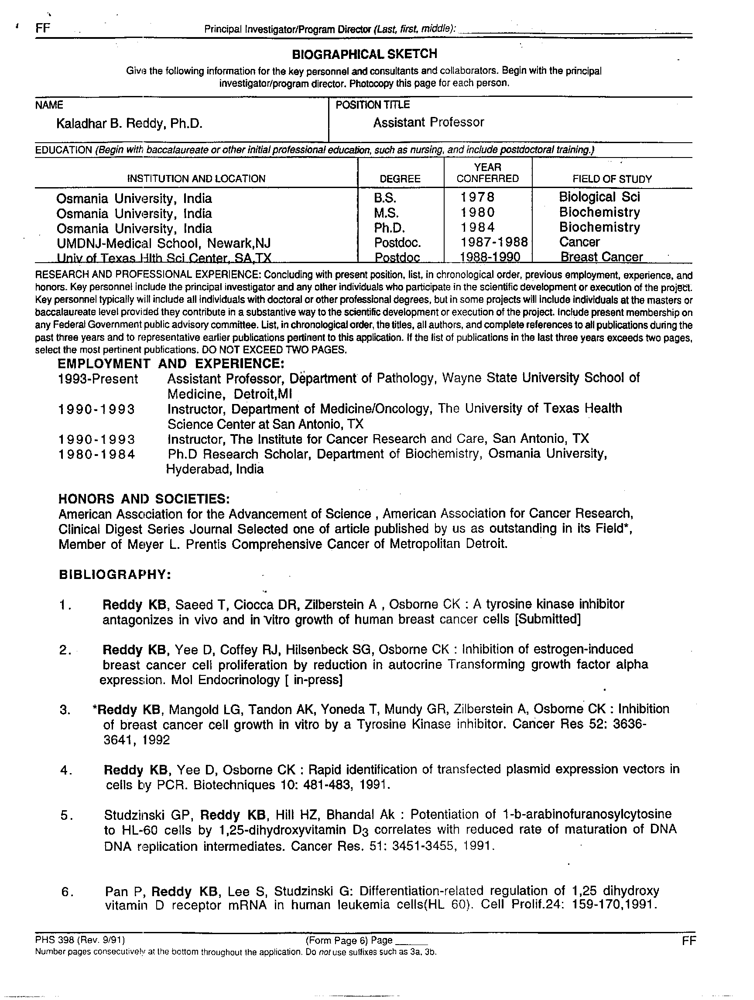 FF
Principal Investigator/Program Director (Last, first, middle):
BIOGRAPHICAL SKETCH
Give the following information for the key personnel and consultants and collaborators. Begin with the principal
investigator/program director. Photocopy this page for each person.
NAME POSITION TITLE
Kaladhar B. Reddy, Ph.D. Assistant Professor
EDUCATION (Begin with baccalaureate or other initial professional education, such as nursing, and include postdoctoral training.)
INSTITUTION AND LOCATION DEGREE YEAR CONFERRED FIELD OF STUDY
Osmania University, India B.S. 1978 Biological Sci
Osmania University, India M.S. 1980 Biochemistry
Osmania University, India Ph.D. 1984 Biochemistry
UMDNJ-Medical School, Newark,NJ Postdoc. 1987-1988 Cancer
Univ of Texas Hlth Sci Center, SA,TX Postdoc 1988-1990 Breast Cancer
RESEARCH AND PROFESSIONAL EXPERIENCE: Concluding with present position, list, in chronological order, previous employment, experience, and
honors. Key personnel include the principal investigator and any other individuals who participate in the scientific development or execution of the project.
Key personnel typically will include all individuals with doctoral or other professional degrees, but in some projects will include individuals at the masters or
baccalaureate level provided they contribute in a substantive way to the scientific development or execution of the project. Include present membership on
any Federal Government public advisory committee. List, in chronological order, the titles, all authors, and complete references to all publications during the
past three years and to representative earlier publications pertinent to this application. If the list of publications in the last three years exceeds two pages,
select the most pertinent publications. DO NOT EXCEED TWO PAGES.
EMPLOYMENT AND EXPERIENCE:
1993-Present Assistant Professor, Department of Pathology, Wayne State University School of
Medicine, Detroit,MI
1990-1993 Instructor, Department of Medicine/Oncology, The University of Texas Health
Science Center at San Antonio, TX
1990-1993 Instructor, The Institute for Cancer Research and Care, San Antonio, TX
1980-1984 Ph.D Research Scholar, Department of Biochemistry, Osmania University,
Hyderabad, India
HONORS AND SOCIETIES:
American Association for the Advancement of Science , American Association for Cancer Research,
Clinical Digest Series Journal Selected one of article published by us as outstanding in its Field*,
Member of Meyer L. Prentis Comprehensive Cancer of Metropolitan Detroit.
BIBLIOGRAPHY:
1. Reddy KB, Saeed T, Ciocca DR, Zilberstein A , Osborne CK : A tyrosine kinase inhibitor
antagonizes in vivo and in vitro growth of human breast cancer cells [Submitted]
2. Reddy KB, Yee D, Coffey RJ, Hilsenbeck SG, Osborne CK : Inhibition of estrogen-induced
breast cancer cell proliferation by reduction in autocrine Transforming growth factor alpha
expression. Mol Endocrinology [ in-press]
3. *Reddy KB, Mangold LG, Tandon AK, Yoneda T, Mundy GR, Zilberstein A, Osborne CK : Inhibition
of breast cancer cell growth in vitro by a Tyrosine Kinase inhibitor. Cancer Res 52: 3636-
3641, 1992
4. Reddy KB, Yee D, Osborne CK : Rapid identification of transfected plasmid expression vectors in
cells by PCR. Biotechniques 10: 481-483, 1991.
5. Studzinski GP, Reddy KB, Hill HZ, Bhandal Ak : Potentiation of 1-b-arabinofuranosylcytosine
to HL-60 cells by 1,25-dihydroxyvitamin D3 correlates with reduced rate of maturation of DNA
DNA replication intermediates. Cancer Res. 51: 3451-3455, 1991.
6. Pan P, Reddy KB, Lee S, Studzinski G: Differentiation-related regulation of 1,25 dihydroxy
vitamin D receptor mRNA in human leukemia cells(HL 60). Cell Prolif.24: 159-170,1991.
PHS 398 (Rev. 9/91) (Form Page 6) Page FF
Number pages consecutively at the bottom throughout the application. Do not use suffixes such as 3a, 3b.